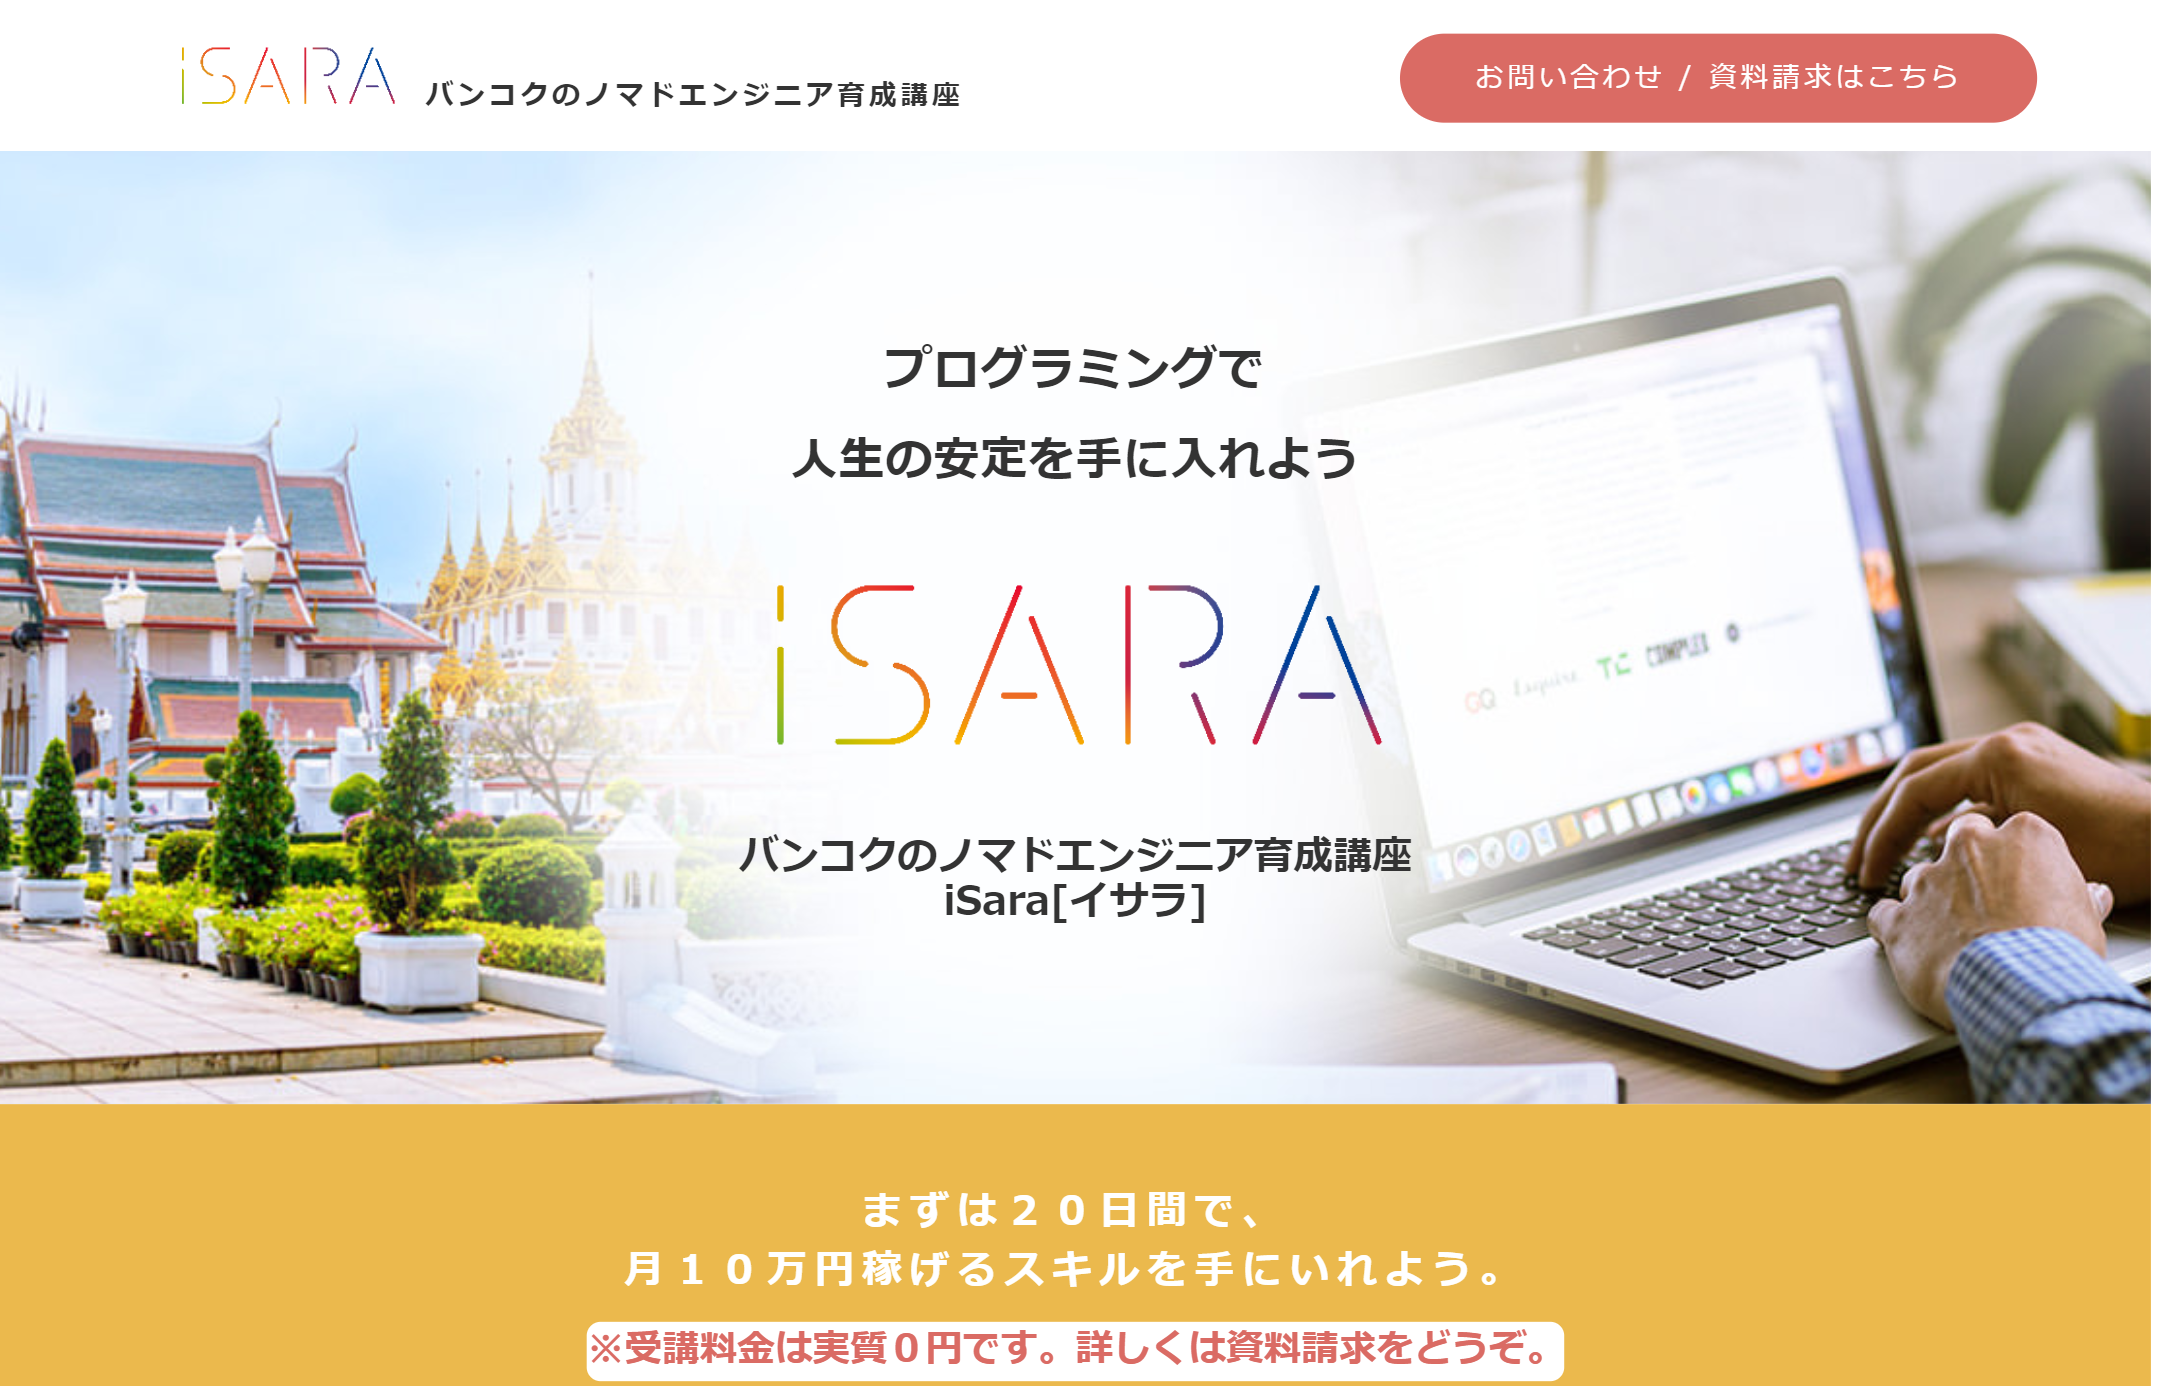 iSARA バンコクのノマドエンジニア育成講座
お問い合わせ / 資料請求はこちら
プログラミングで
人生の安定を手に入れよう
iSARA
GQ Esquire TC COMPLEX
バンコクのノマドエンジニア育成講座
iSara[イサラ]
まずは２０日間で、
月１０万円稼げるスキルを手にいれよう。
※受講料金は実質０円です。詳しくは資料請求をどうぞ。